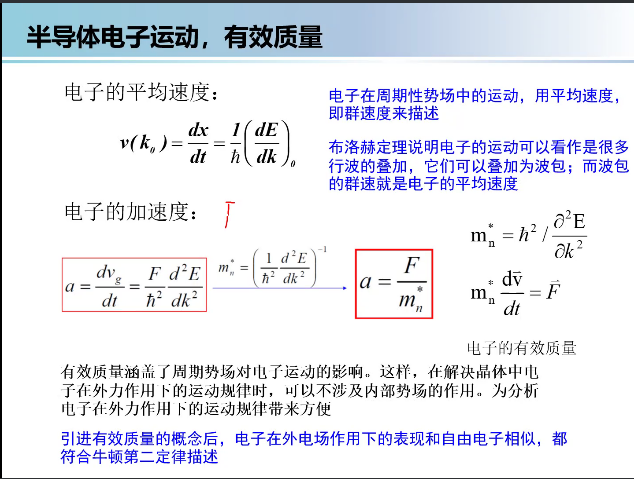 半导体电子运动，有效质量
电子的平均速度：
v(k₀) = dx/dt = 1/ħ (dE/dk)₀
电子在周期性势场中的运动，用平均速度，
即群速度来描述
布洛赫定理说明电子的运动可以看作是很多
行波的叠加，它们可以叠加为波包；而波包
的群速就是电子的平均速度
电子的加速度：
a = dv_g/dt = F/ħ² d²E/dk²
m*_n = (1/ħ² d²E/dk²)⁻¹
a = F/m*_n
m*_n = ħ² / ∂²E/∂k²
m*_n dv⃗/dt = F⃗
电子的有效质量
有效质量涵盖了周期势场对电子运动的影响。这样，在解决晶体中电
子在外力作用下的运动规律时，可以不涉及内部势场的作用。为分析
电子在外力作用下的运动规律带来方便
引进有效质量的概念后，电子在外电场作用下的表现和自由电子相似，都
符合牛顿第二定律描述